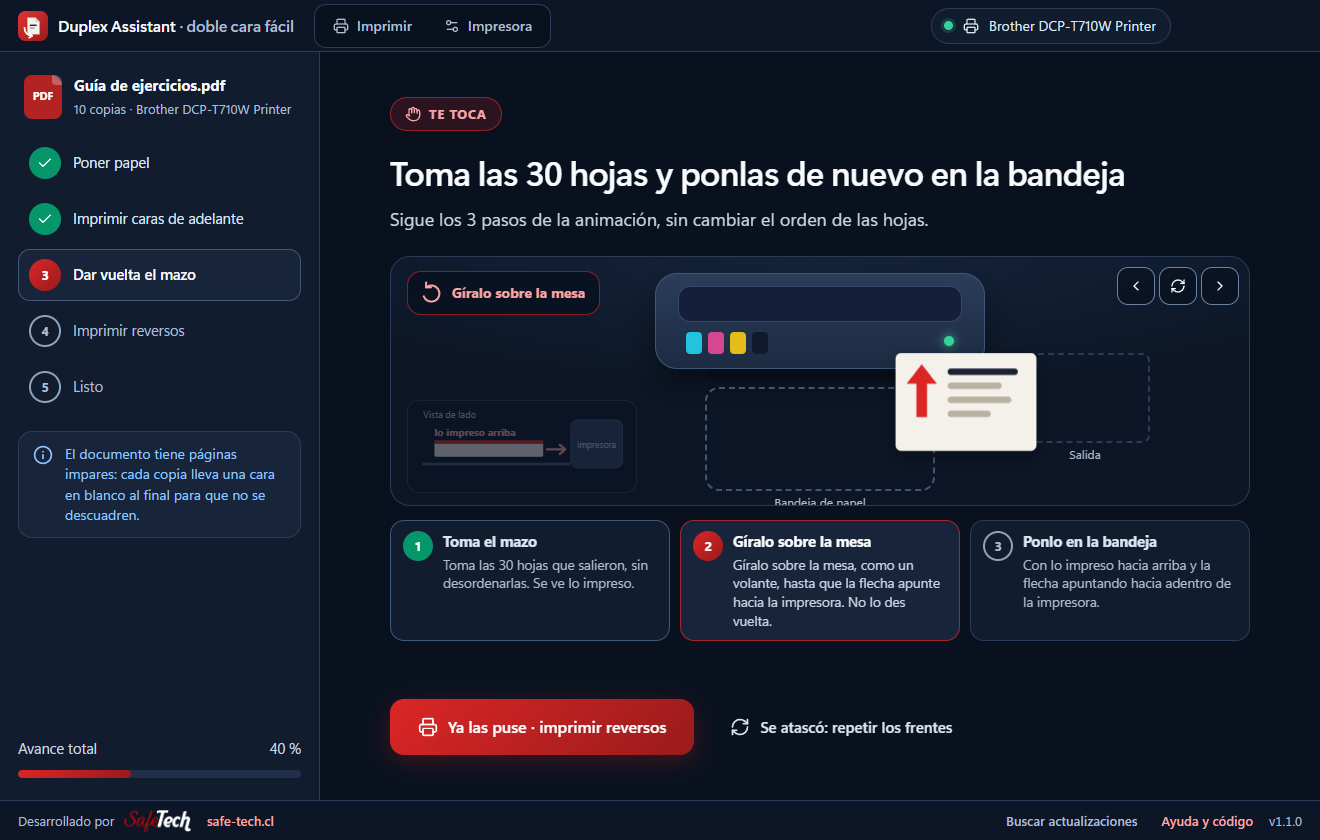 Duplex Assistant · doble cara fácil
Imprimir
Impresora
Brother DCP-T710W Printer
PDF
Guía de ejercicios.pdf
10 copias · Brother DCP-T710W Printer
Poner papel
Imprimir caras de adelante
3
Dar vuelta el mazo
4
Imprimir reversos
5
Listo
El documento tiene páginas
impares: cada copia lleva una cara
en blanco al final para que no se
descuadren.
Avance total
40 %
TE TOCA
Toma las 30 hojas y ponlas de nuevo en la bandeja
Sigue los 3 pasos de la animación, sin cambiar el orden de las hojas.
Gíralo sobre la mesa
Vista de lado
lo impreso arriba
impresora
Salida
Bandeja de papel
1
Toma el mazo
Toma las 30 hojas que salieron, sin
desordenarlas. Se ve lo impreso.
2
Gíralo sobre la mesa
Gíralo sobre la mesa, como un
volante, hasta que la flecha apunte
hacia la impresora. No lo des
vuelta.
3
Ponlo en la bandeja
Con lo impreso hacia arriba y la
flecha apuntando hacia adentro de
la impresora.
Ya las puse · imprimir reversos
Se atascó: repetir los frentes
Desarrollado por
SafeTech
safe-tech.cl
Buscar actualizaciones
Ayuda y código
v1.1.0